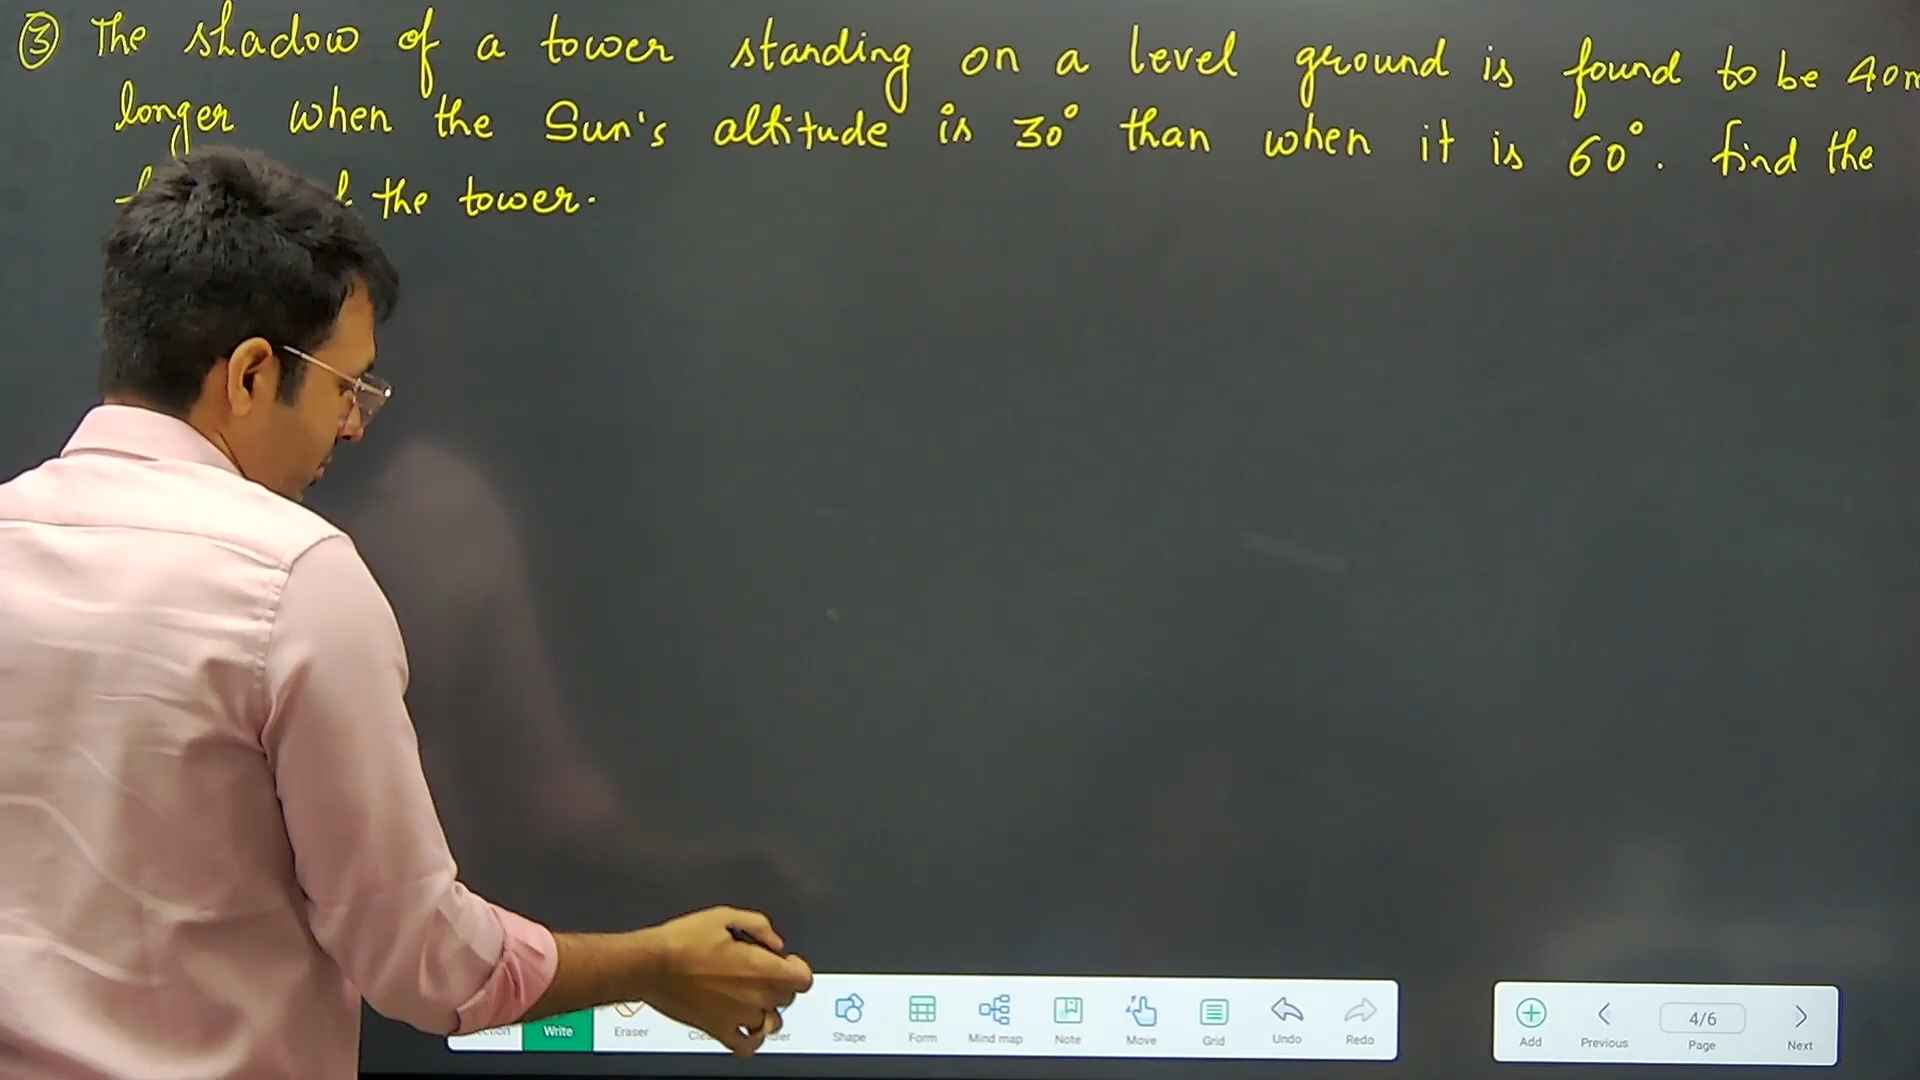 ③ The shadow of a tower standing on a level ground is found to be 40m
longer when the Sun's altitude is 30° than when it is 60°. find the
the tower.
Write
Eraser
Shape
Form
Mind map
Note
Move
Grid
Undo
Redo
Add
Previous
4/6
Page
Next